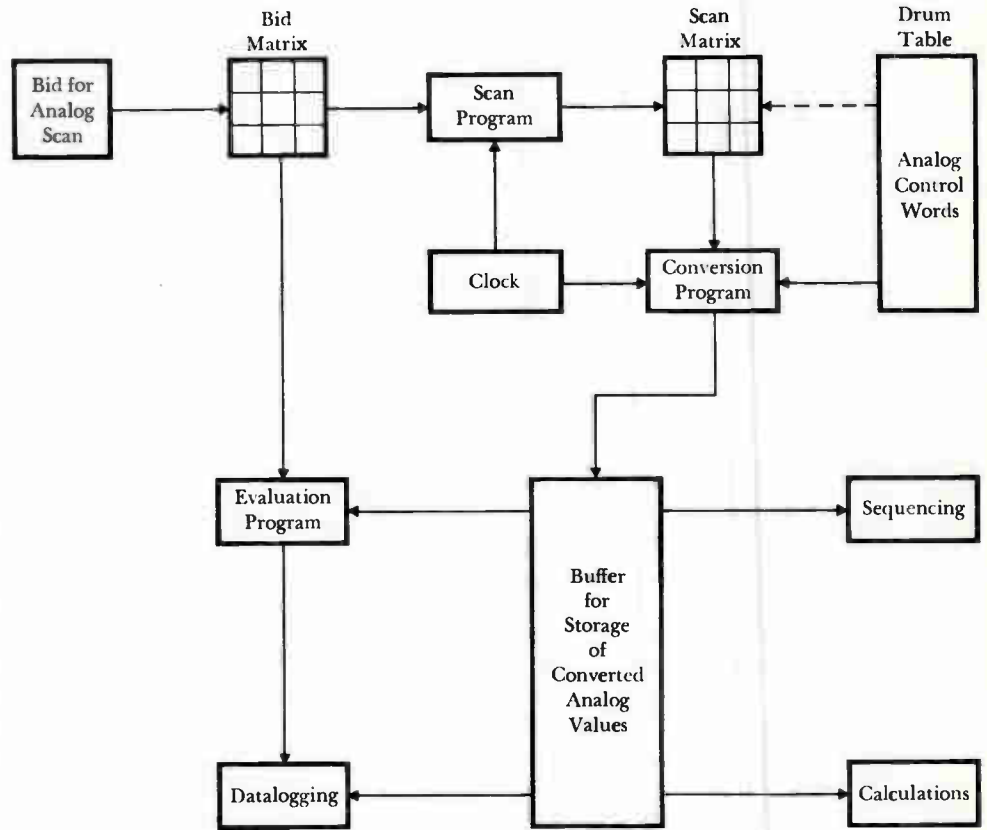 Bid
Matrix
Scan
Matrix
Drum
Table
Bid for
Analog
Scan
Scan
Program
Analog
Control
Words
Clock
Conversion
Program
Evaluation
Program
Sequencing
Buffer
for
Storage
of
Converted
Analog
Values
Datalogging
Calculations